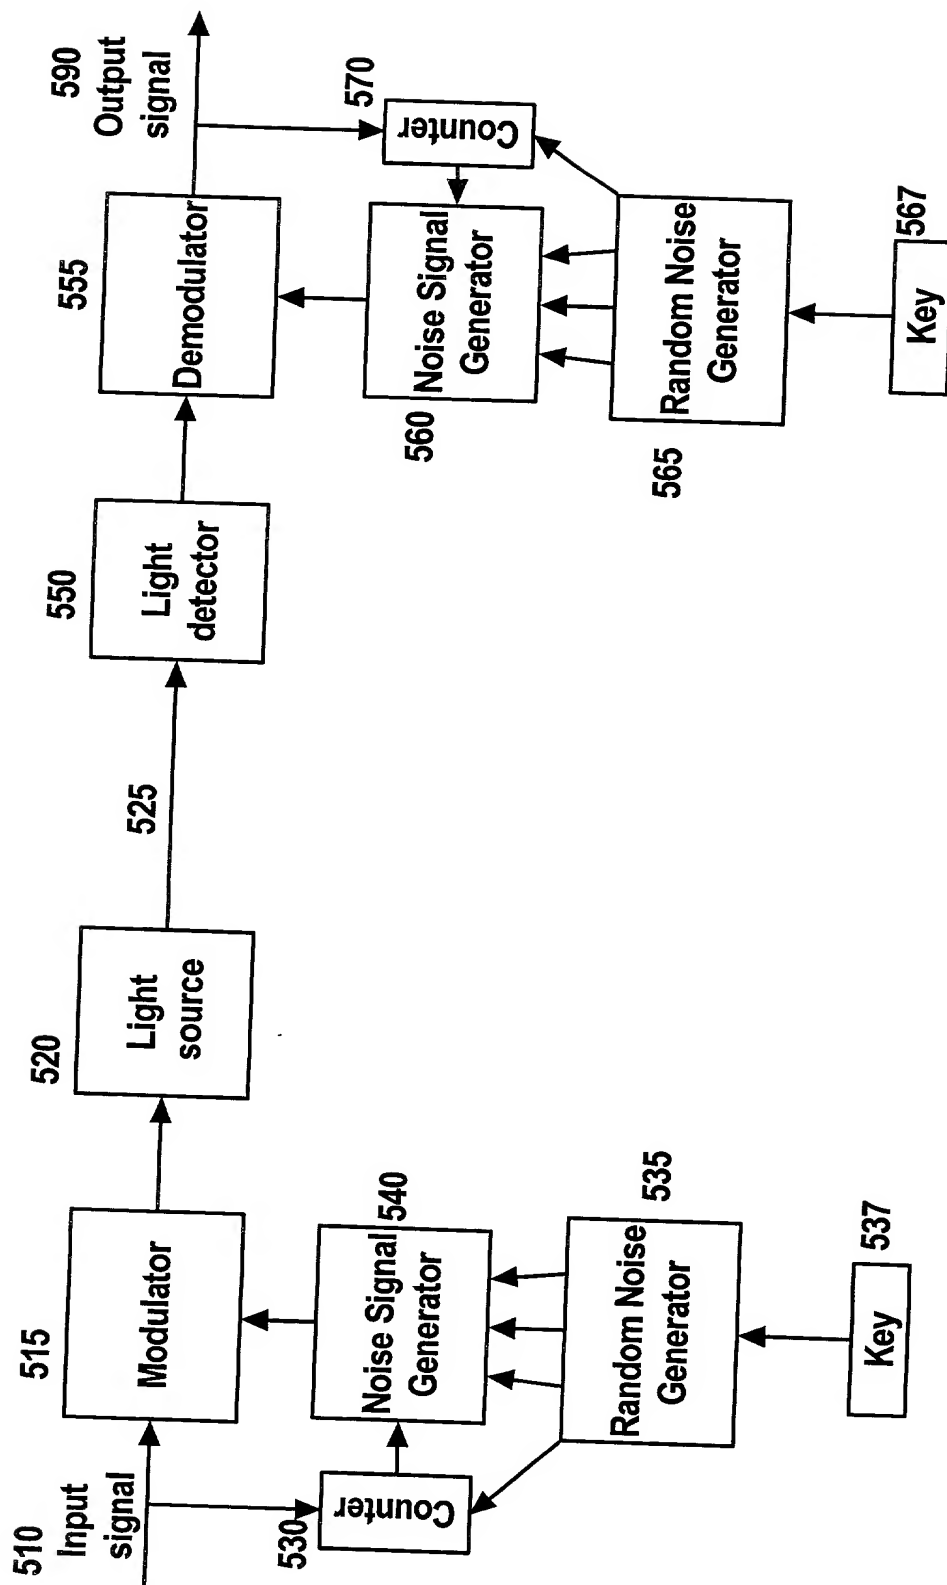 510
Input
signal
515
Modulator
520
Light
source
525
550
Light
detector
555
Demodulator
590
Output
signal
530
Counter
540
Noise Signal
Generator
535
Random Noise
Generator
537
Key
570
Counter
560
Noise Signal
Generator
565
Random Noise
Generator
567
Key